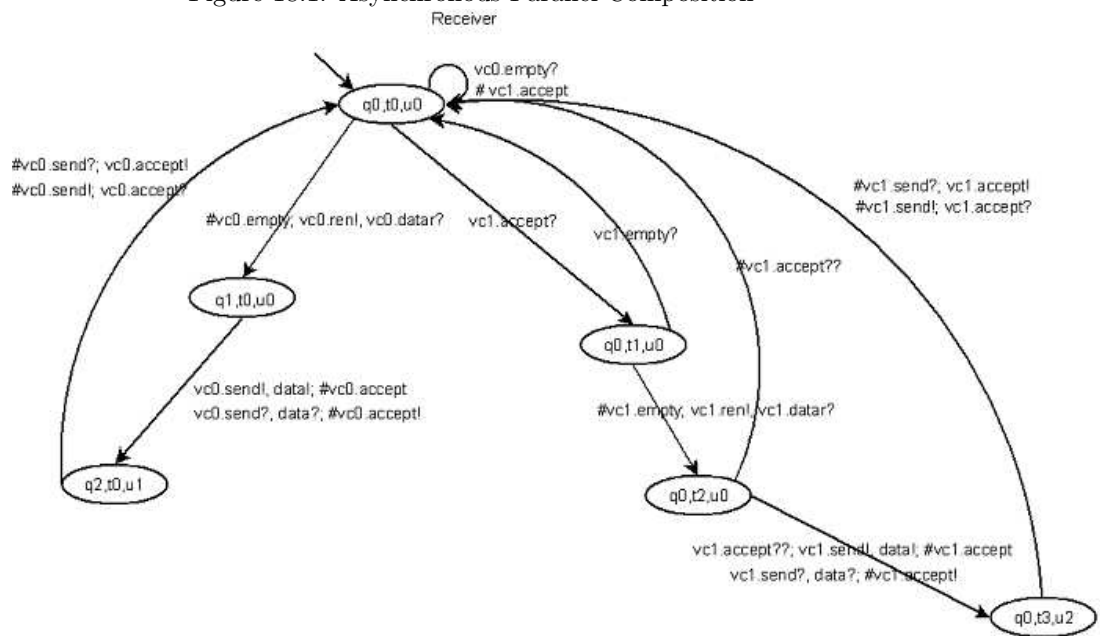 Figure 10.1: Asynchronous Parallel Composition
Receiver
vc0.empty?
# vc1.accept
q0,t0,u0
#vc0.send?; vc0.accept!
#vc0.send!; vc0.accept?
#vc1.send?; vc1.accept!
#vc1.send!; vc1.accept?
#vc0.empty; vc0.ren!, vc0.datar?
vc1.accept?
vc1.empty?
#vc1.accept??
q1,t0,u0
q0,t1,u0
vc0.send!, data!; #vc0.accept
vc0.send?, data?; #vc0.accept!
#vc1.empty; vc1.ren!, vc1.datar?
q2,t0,u1
q0,t2,u0
vc1.accept??; vc1.send!, data!; #vc1.accept
vc1.send?, data?; #vc1.accept!
q0,t3,u2